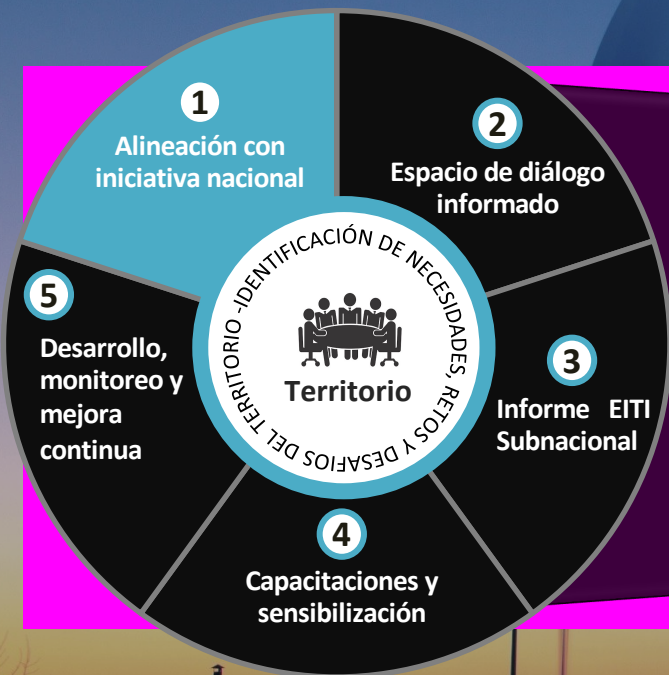 1
Alineación con
iniciativa nacional
2
Espacio de diálogo
informado
3
Informe EITI
Subnacional
4
Capacitaciones y
sensibilización
5
Desarrollo,
monitoreo y
mejora
continua
IDENTIFICACIÓN DE NECESIDADES, RETOS Y DESAFIOS DEL TERRITORIO -
Territorio